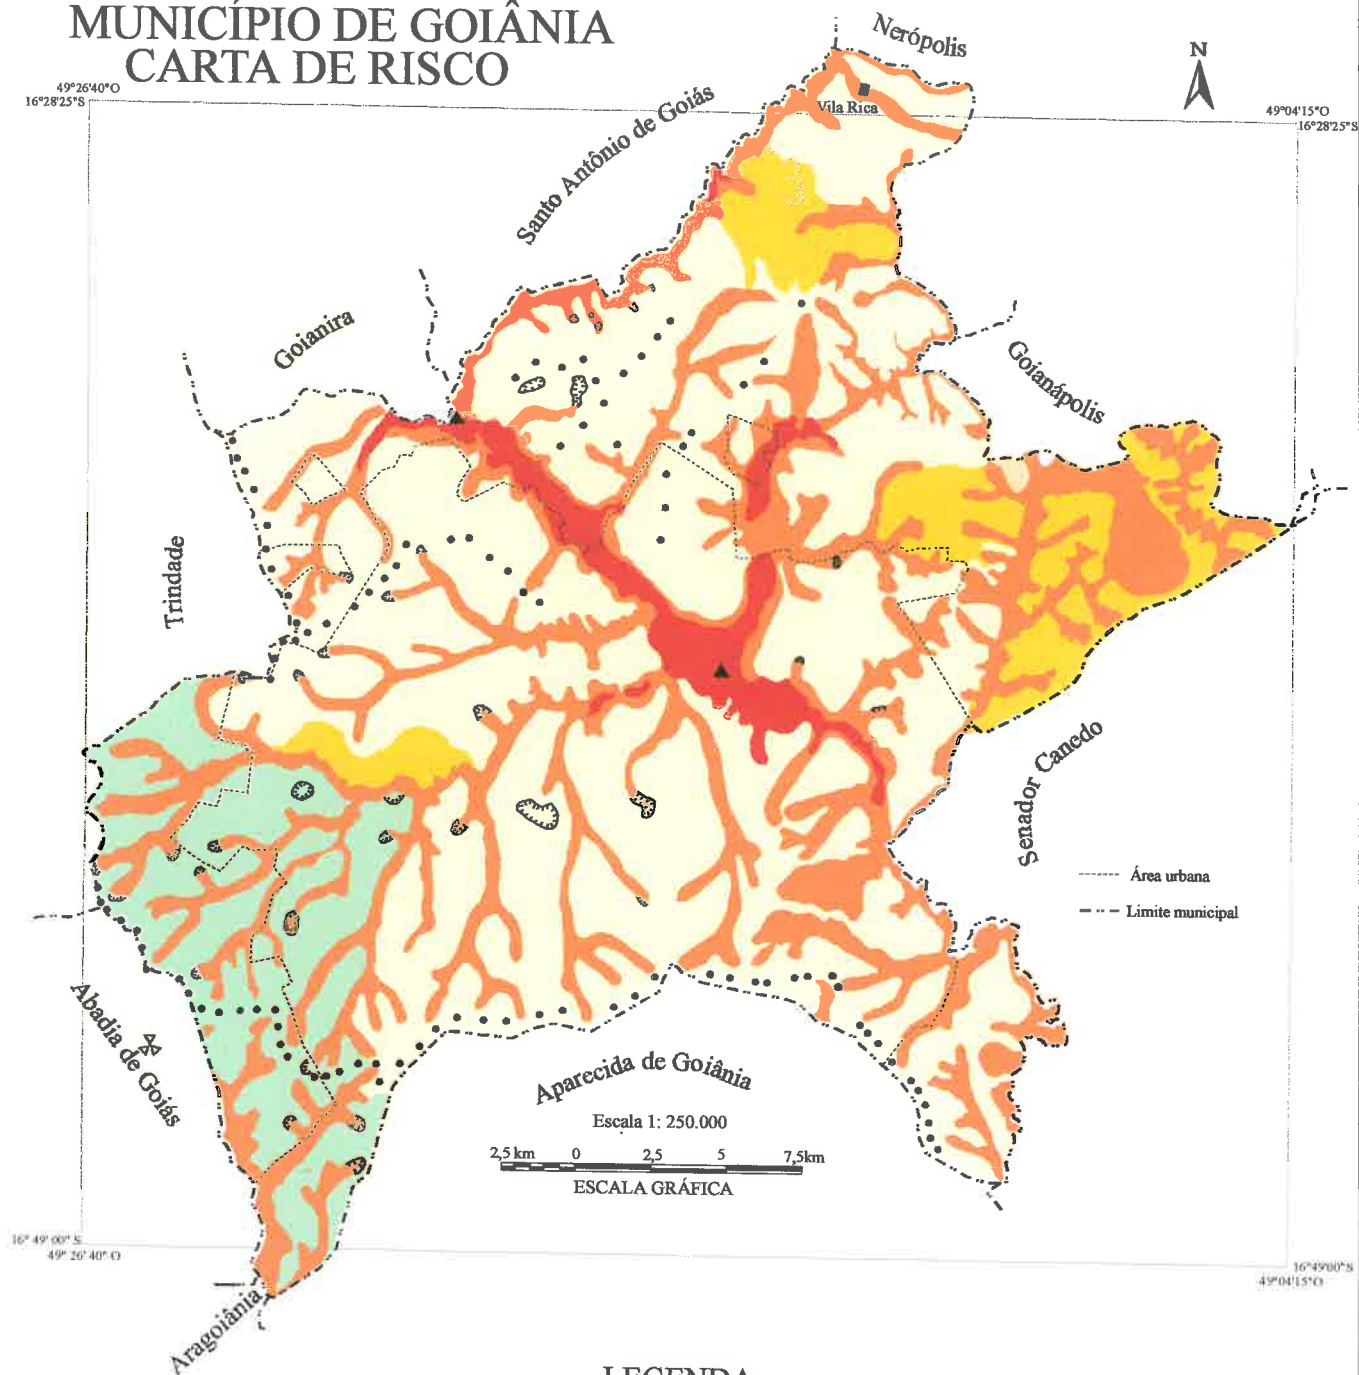 MUNICÍPIO DE GOIÂNIA
CARTA DE RISCO
Nerópolis
N
49°26'40"O
16°28'25"S
49°04'15"O
16°28'25"S
Vila Rica
Santo Antônio de Goiás
Goianira
Goianápolis
Trindade
Senador Canedo
Área urbana
Limite municipal
Abadia de Goiás
Aparecida de Goiânia
Escala 1: 250.000
2,5 km 0 2,5 5 7,5km
ESCALA GRÁFICA
16° 49' 00" S
49° 26' 40" O
16°49'00"S
49°04'15"O
Aragoiânia
LEGENDA